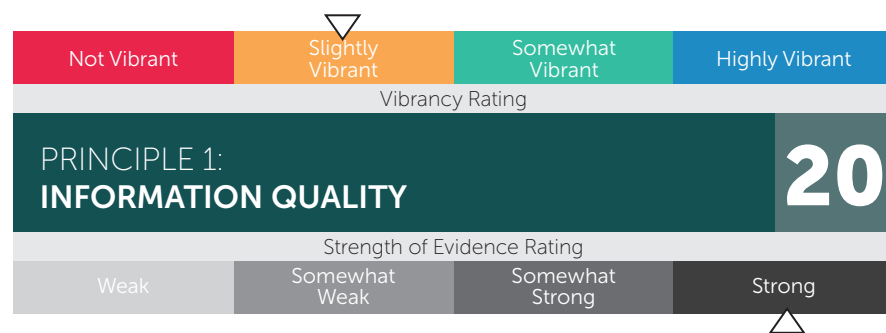 Not Vibrant
Slightly
Vibrant
Somewhat
Vibrant
Highly Vibrant
Vibrancy Rating
PRINCIPLE 1:
INFORMATION QUALITY
20
Strength of Evidence Rating
Weak
Somewhat
Weak
Somewhat
Strong
Strong